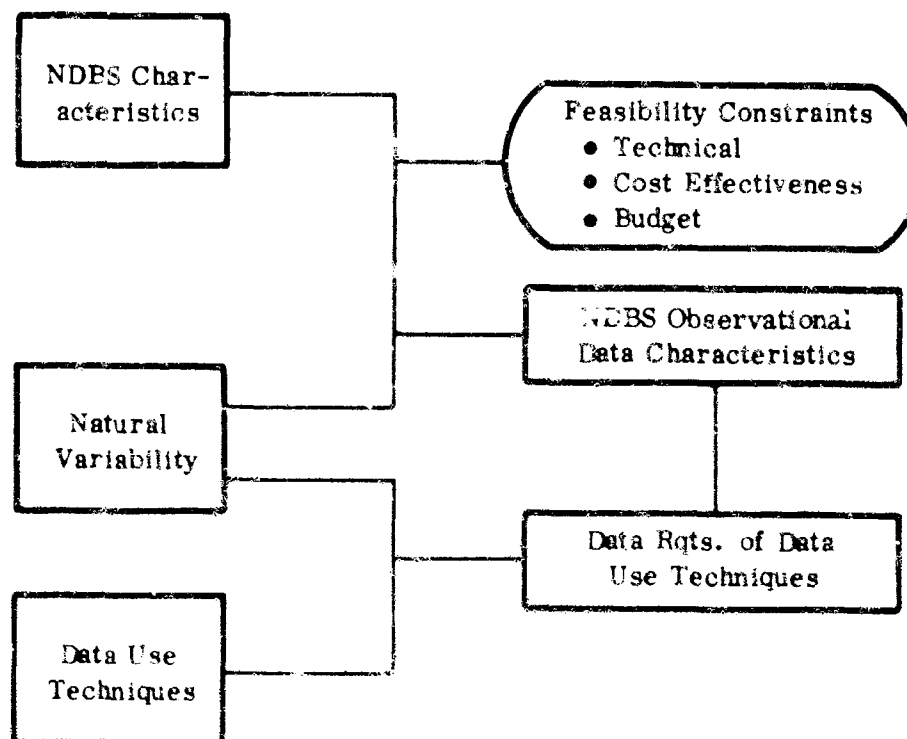 NDBS Char-
acteristics
Feasibility Constraints
• Technical
• Cost Effectiveness
• Budget
NDBS Observational
Data Characteristics
Natural
Variability
Data Rqts. of Data
Use Techniques
Data Use
Techniques